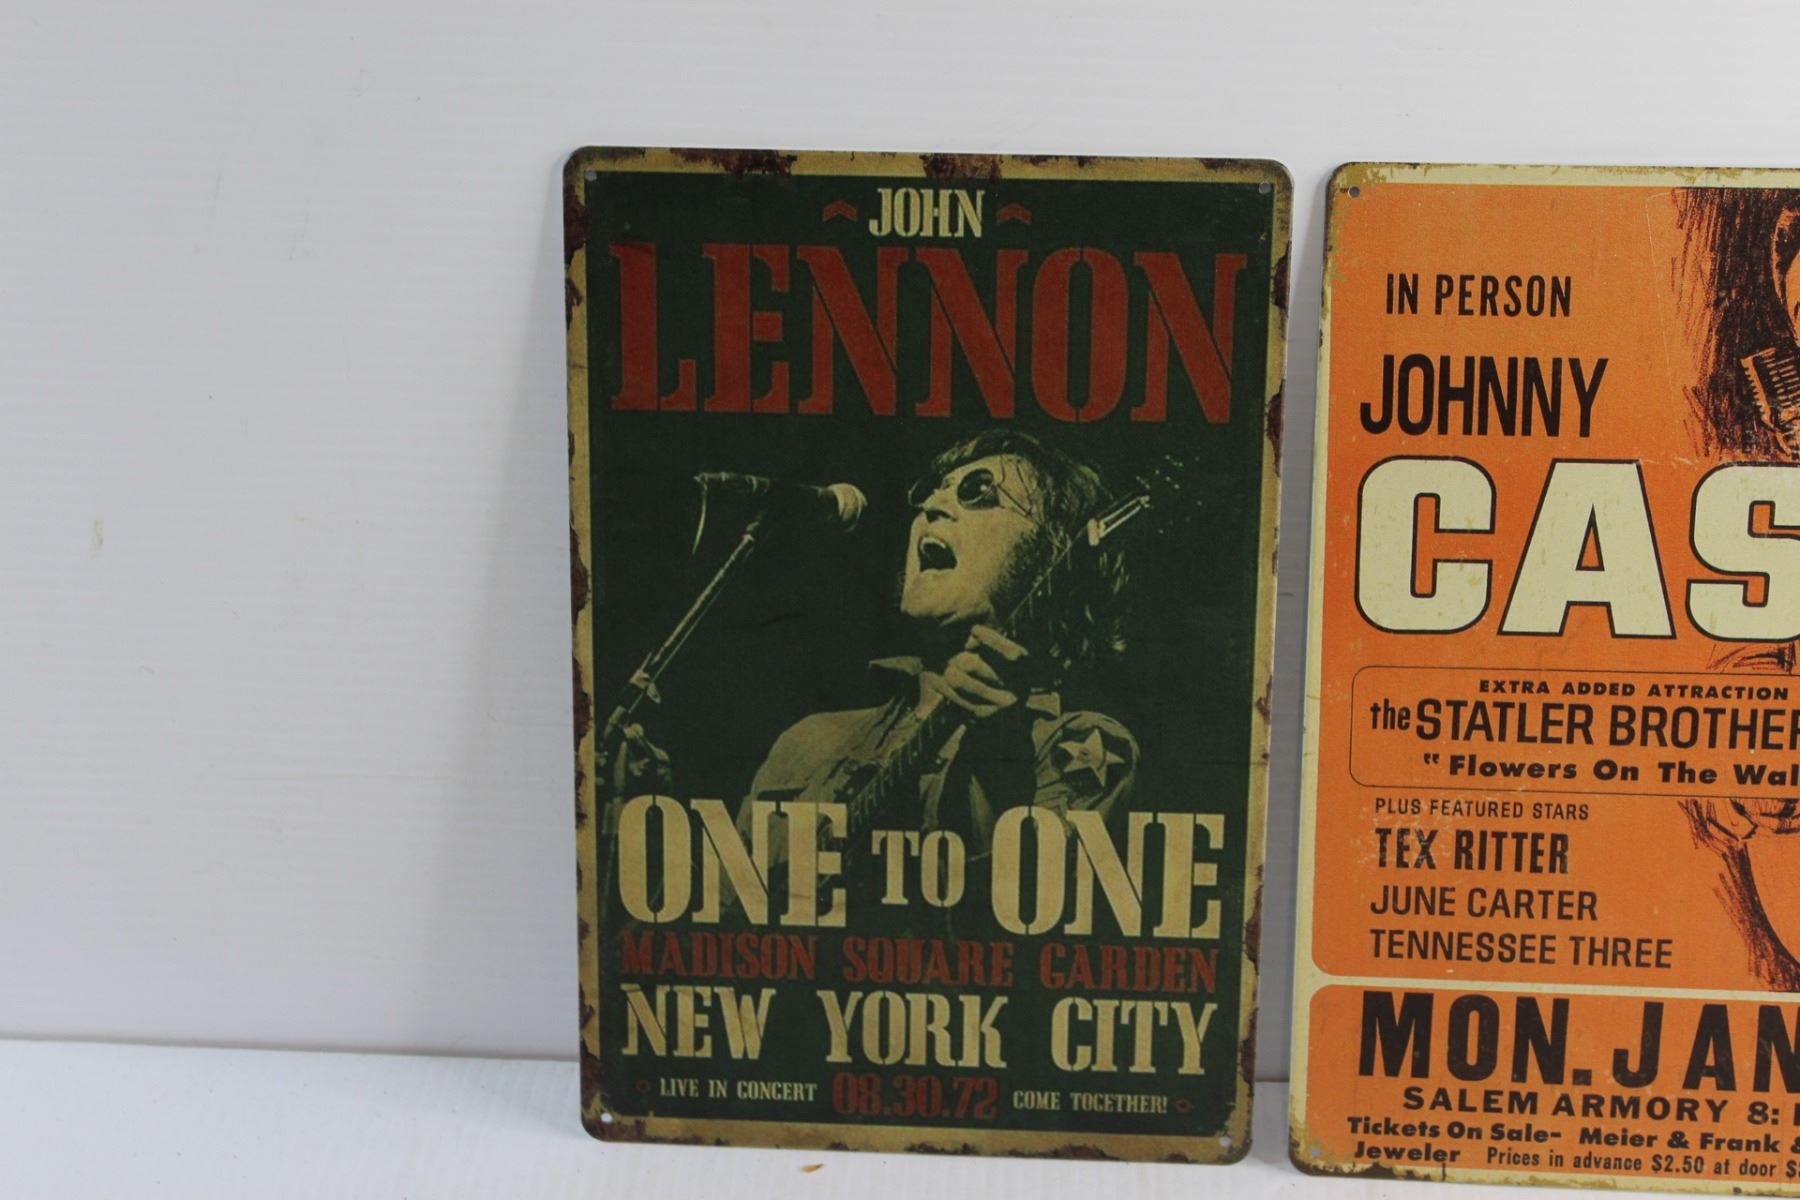 JOHN
LENNON
ONE TO ONE
MADISON SQUARE GARDEN
NEW YORK CITY
LIVE IN CONCERT 08.30.72 COME TOGETHER!
IN PERSON
JOHNNY
CAS
EXTRA ADDED ATTRACTION
the STATLER BROTHER
"Flowers On The Wal
PLUS FEATURED STARS
TEX RITTER
JUNE CARTER
TENNESSEE THREE
MON. JAN
SALEM ARMORY 8:
Tickets On Sale- Meier & Frank &
Jeweler Prices in advance $2.50 at door $